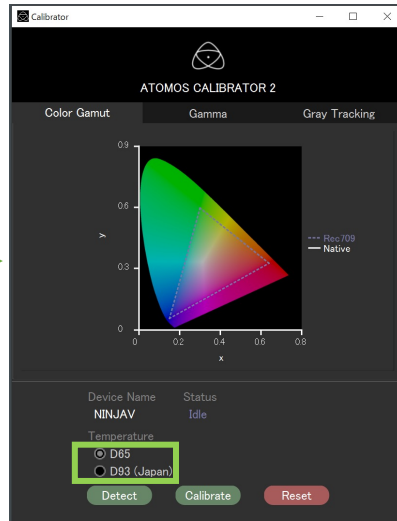 Calibrator
ATOMOS CALIBRATOR 2
Color Gamut Gamma Gray Tracking
0.9
0.6
y
0.3
0
0 0.2 0.4 0.6 0.8
x
Rec709
Native
Device Name Status
NINJAV Idle
Temperature
D65
D93 (Japan)
Detect Calibrate Reset